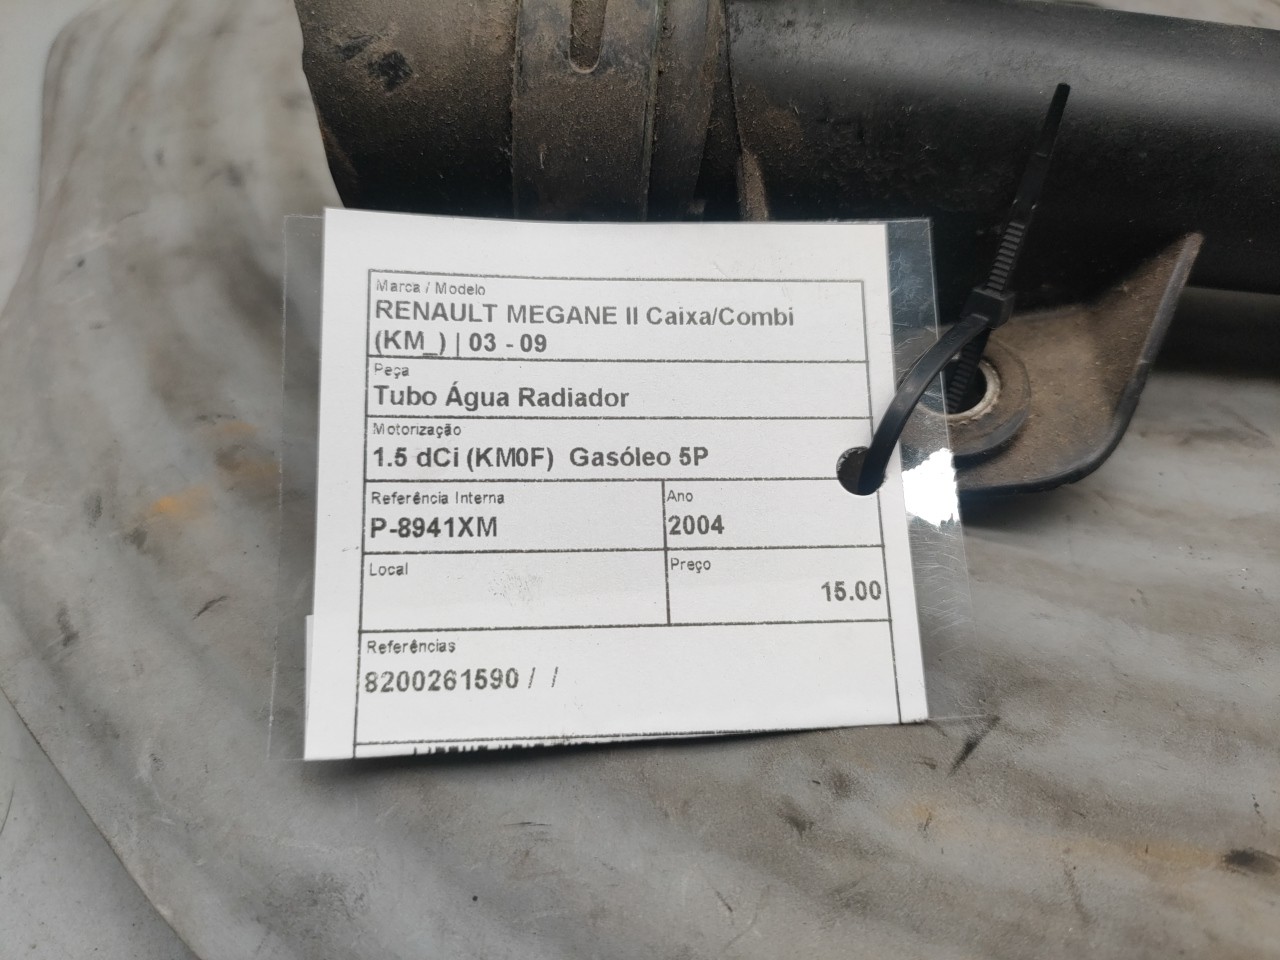 Marca / Modelo
RENAULT MEGANE II Caixa/Combi
(KM_) | 03 - 09
Peça
Tubo Água Radiador
Motorização
1.5 dCi (KM0F)  Gasóleo 5P
Referência Interna
P-8941XM
Ano
2004
Local
Preço
15.00
Referências
8200261590 /  /